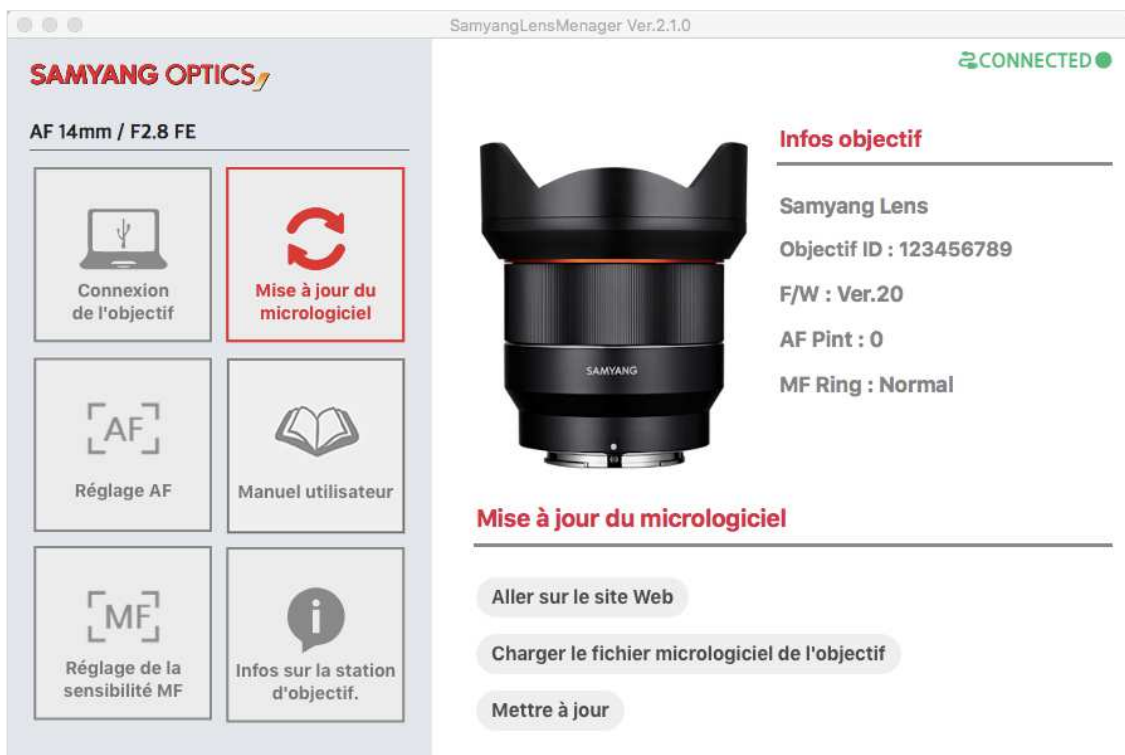 SamyangLensMenager Ver.2.1.0
SAMYANG OPTICS
CONNECTED
AF 14mm / F2.8 FE
Connexion
de l'objectif
Mise à jour du
micrologiciel
AF
Réglage AF
Manuel utilisateur
MF
Réglage de la
sensibilité MF
i
Infos sur la station
d'objectif.
SAMYANG
Infos objectif
Samyang Lens
Objectif ID : 123456789
F/W : Ver.20
AF Pint : 0
MF Ring : Normal
Mise à jour du micrologiciel
Aller sur le site Web
Charger le fichier micrologiciel de l'objectif
Mettre à jour